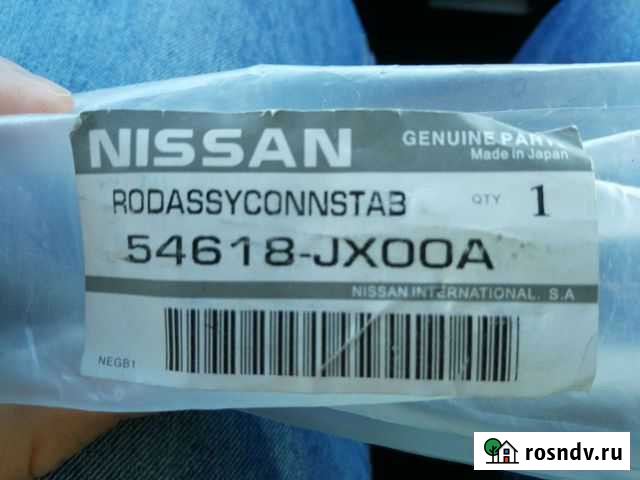 NISSAN
GENUINE PARTS
Made in Japan
RODASSYCONNSTAB QTY 1
54618-JX00A
NISSAN INTERNATIONAL. S.A
NEGB1
rosndv.ru